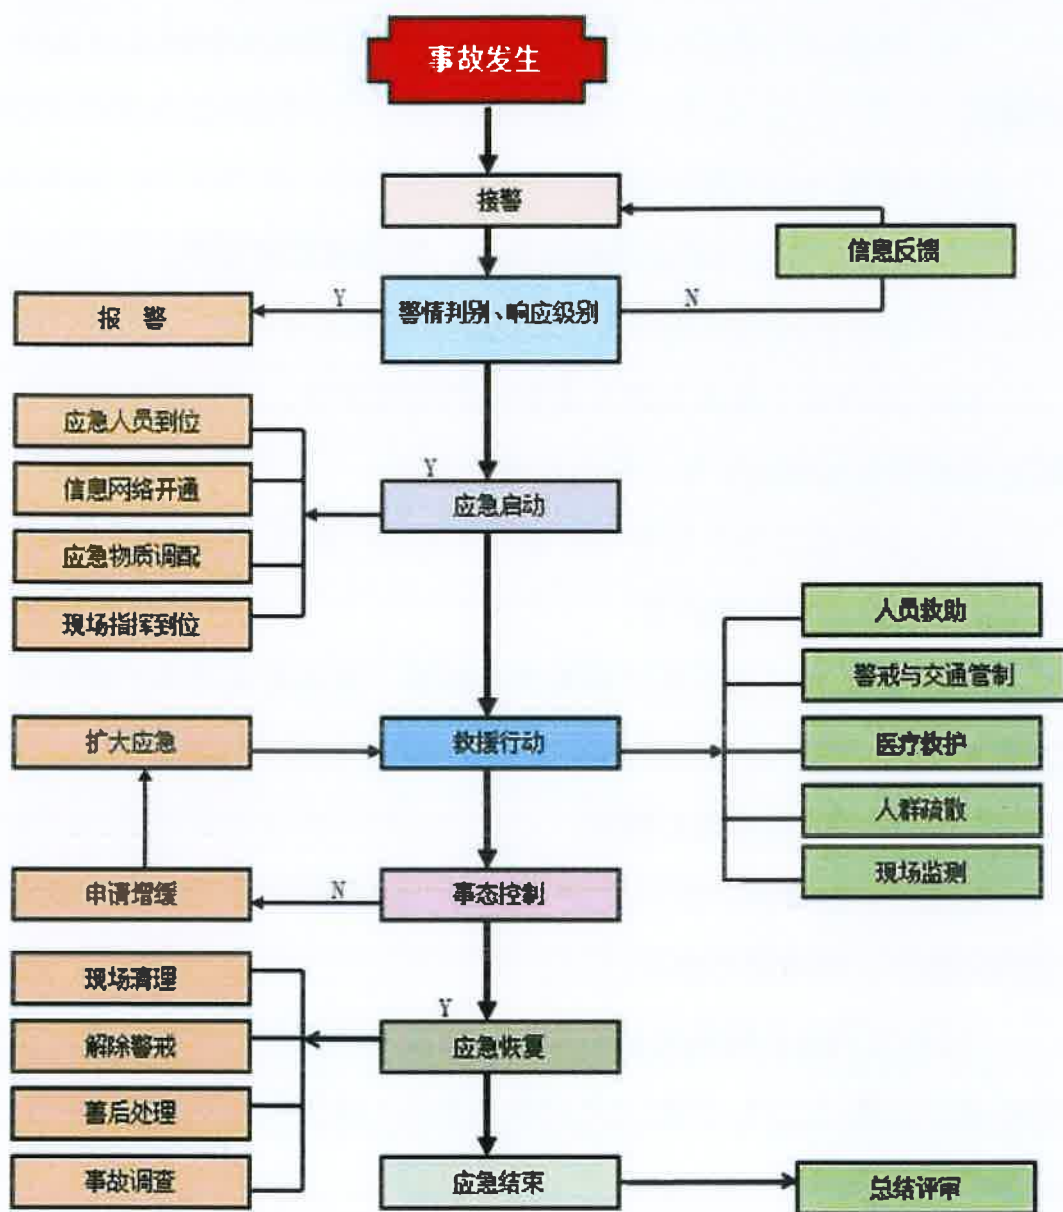 事故发生
接警
信息反馈
报 警
Y
警情判别、响应级别
N
应急人员到位
信息网络开通
Y
应急启动
应急物质调配
现场指挥到位
人员救助
警戒与交通管制
扩大应急
救援行动
医疗救护
人群疏散
现场监测
申请增缓
N
事态控制
现场清理
Y
解除警戒
应急恢复
善后处理
事故调查
应急结束
总结评审